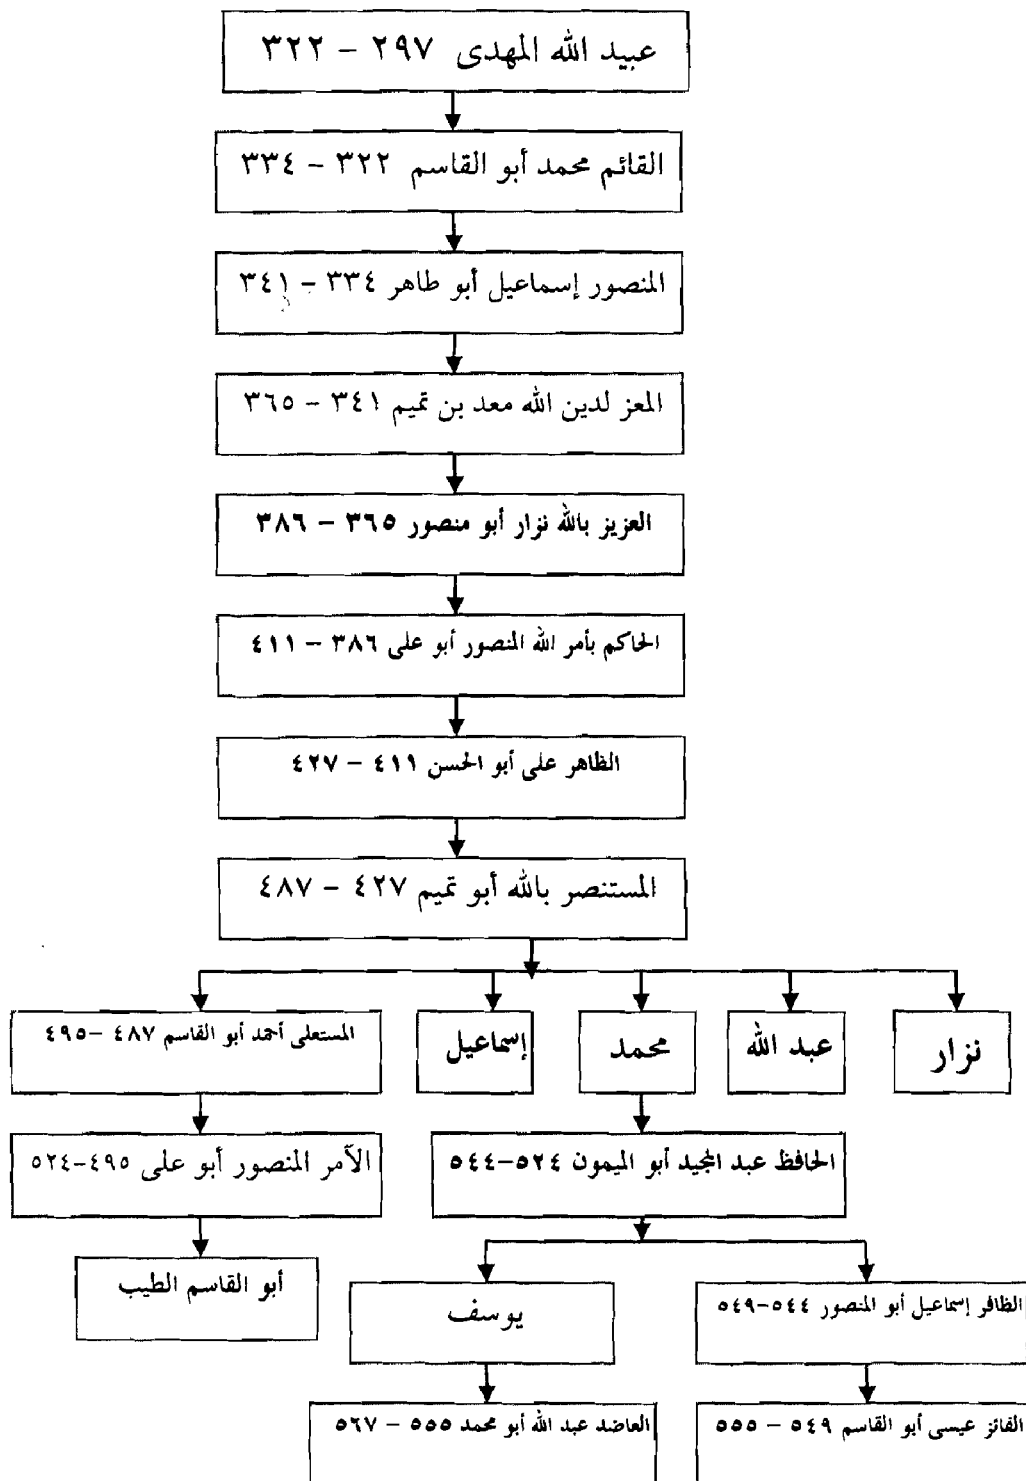 عبيد الله المهدى ٢٩٧ – ٣٢٢
القائم محمد أبو القاسم ٣٢٢ – ٣٣٤
المنصور إسماعيل أبو طاهر ٣٣٤ – ٣٤١
المعز لدين الله معد بن تميم ٣٤١ – ٣٦٥
العزيز بالله نزار أبو منصور ٣٦٥ – ٣٨٦
الحاكم بأمر الله المنصور أبو على ٣٨٦ – ٤١١
الظاهر على أبو الحسن ٤١١ – ٤٢٧
المستنصر بالله أبو تميم ٤٢٧ – ٤٨٧
نزار
عبد الله
محمد
إسماعيل
المستعلى أحمد أبو القاسم ٤٨٧ –٤٩٥
الحافظ عبد المجيد أبو الميمون ٥٢٤–٥٤٤
الآمر المنصور أبو على ٤٩٥–٥٢٤
الظافر إسماعيل أبو المنصور ٥٤٤–٥٤٩
يوسف
أبو القاسم الطيب
الفائز عيسى أبو القاسم ٥٤٩ – ٥٥٥
العاضد عبد الله أبو محمد ٥٥٥ – ٥٦٧